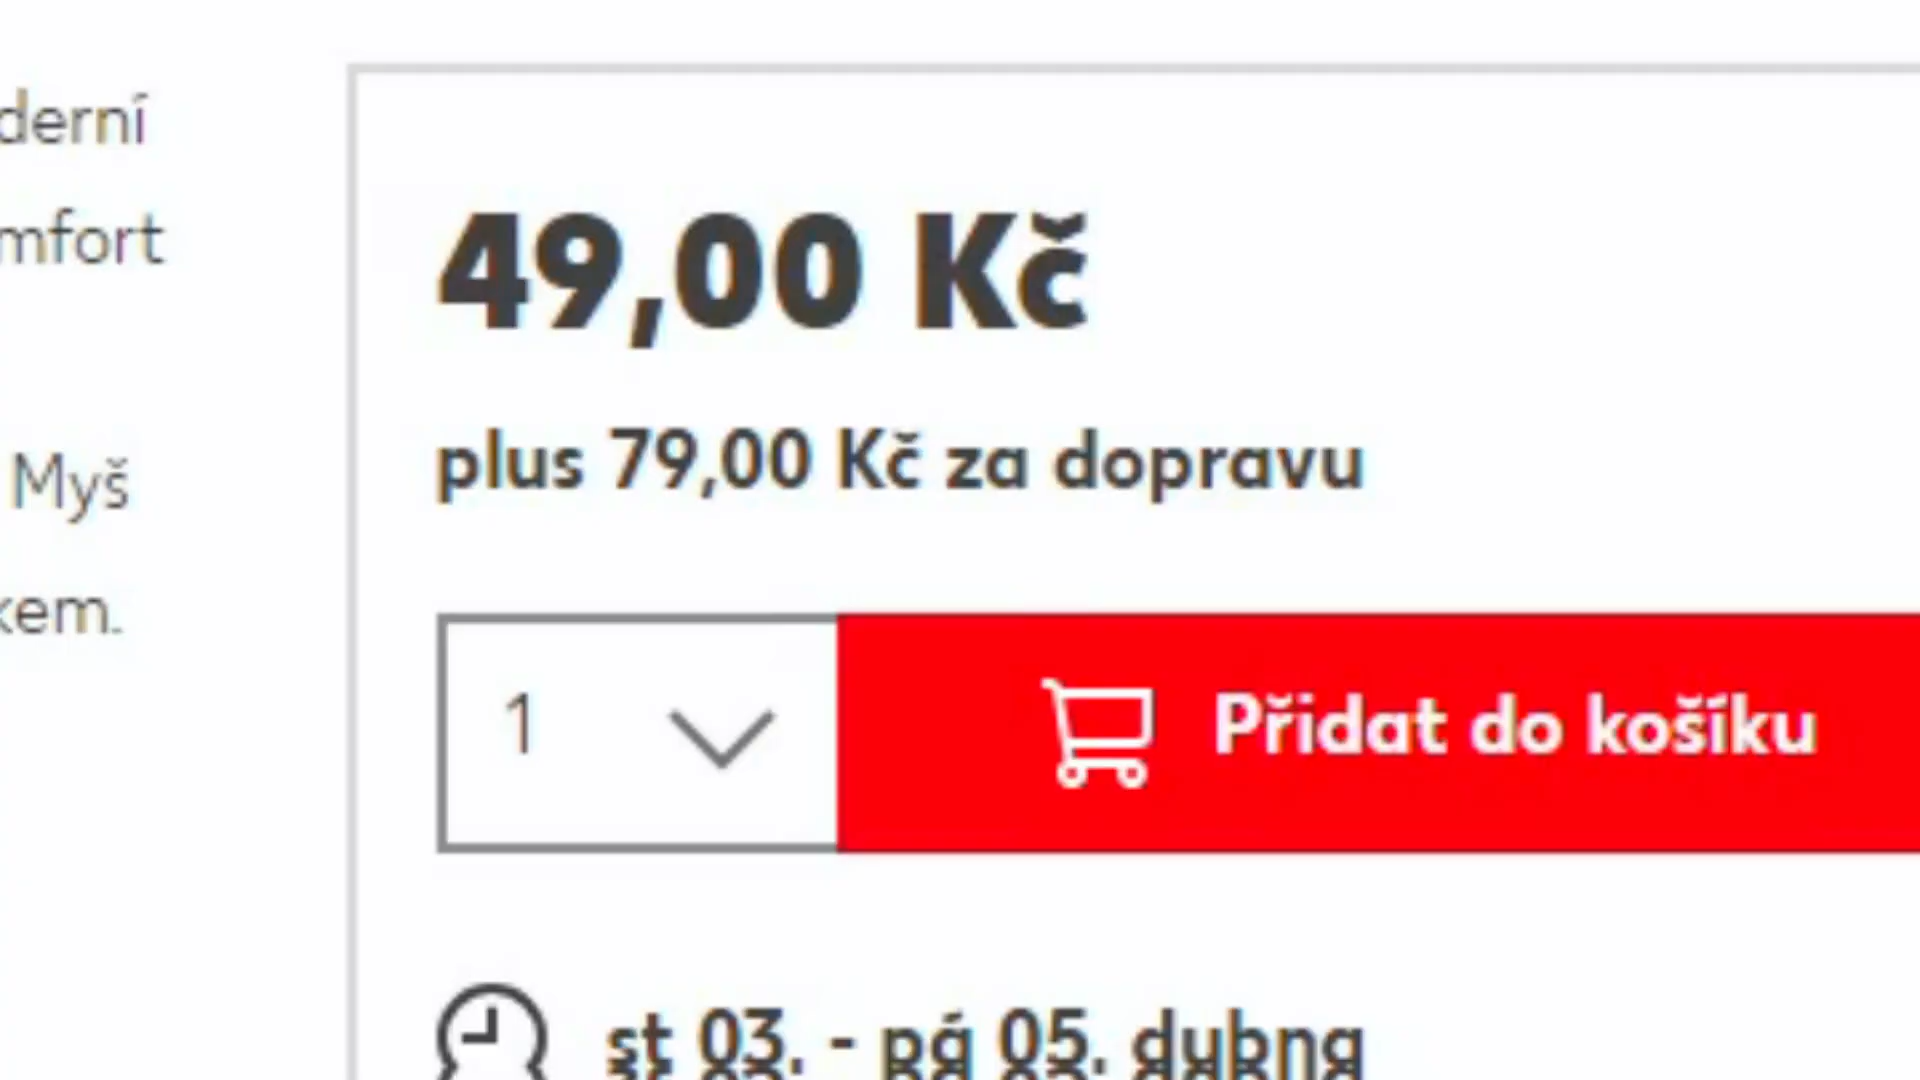 derní
mfort
Myš
kem.
49,00 Kč
plus 79,00 Kč za dopravu
1
Přidat do košíku
st 03. - pá 05. dubna